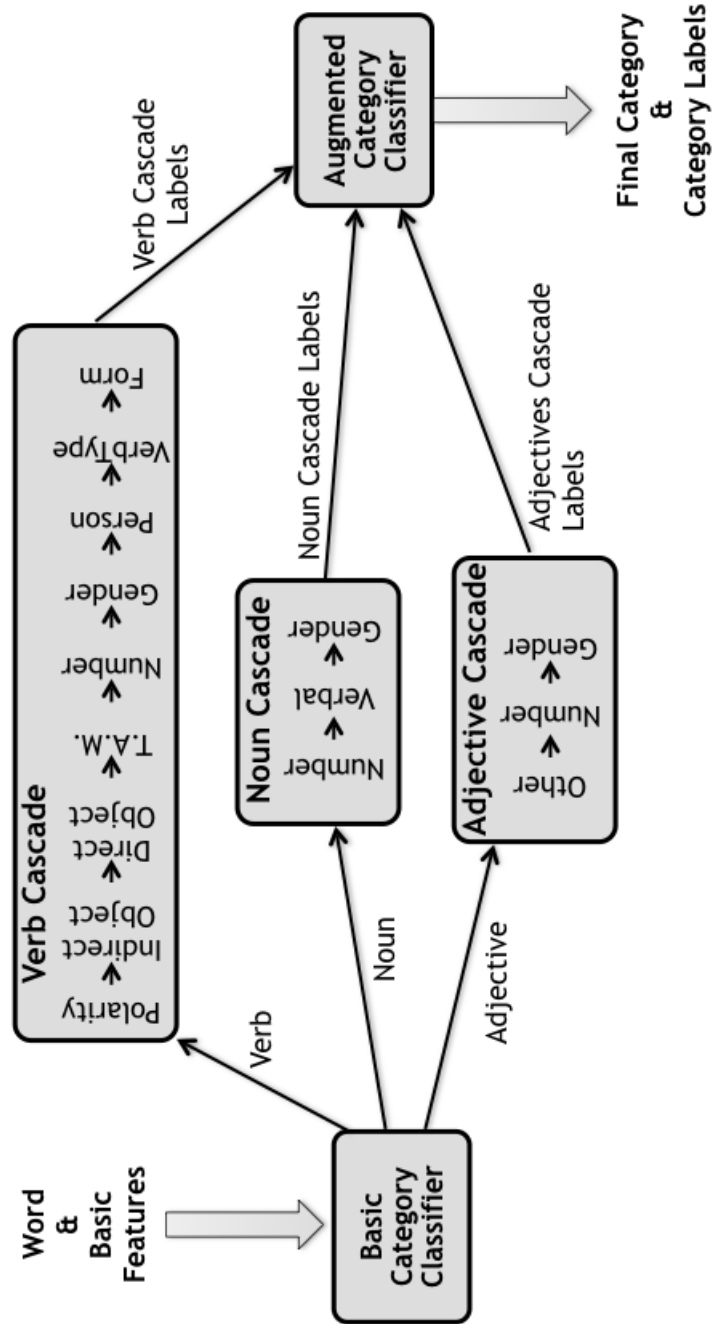 Word
&
Basic
Features
Basic
Category
Classifier
Verb
Noun
Adjective
Verb Cascade
Polarity
Indirect
Object
Direct
Object
T.A.M.
Number
Gender
Person
VerbType
Form
Noun Cascade
Number
Verbal
Gender
Adjective Cascade
Other
Number
Gender
Verb Cascade
Labels
Noun Cascade Labels
Adjectives Cascade
Labels
Augmented
Category
Classifier
Final Category
&
Category Labels